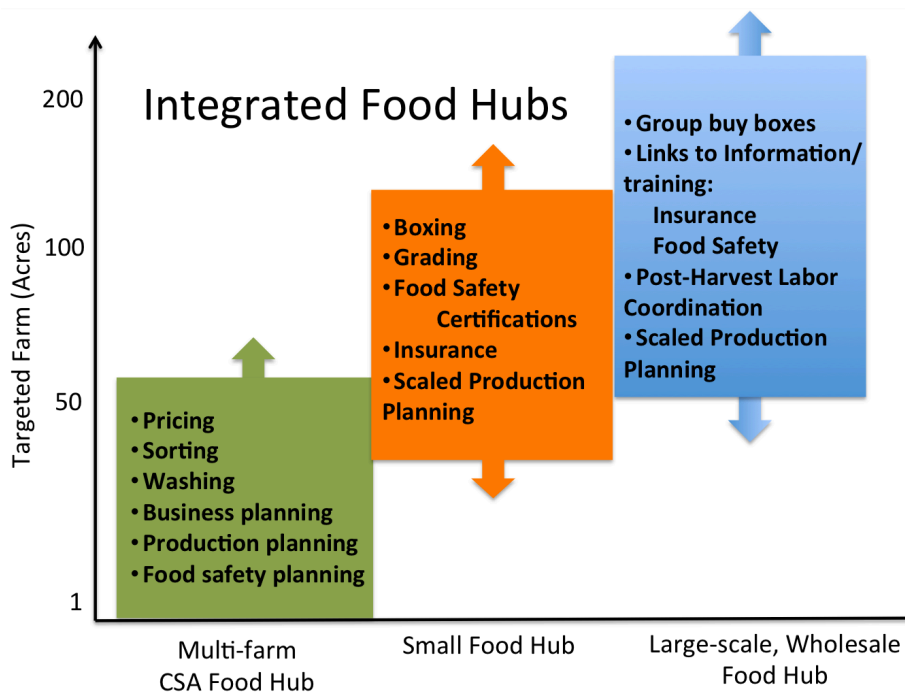 Integrated Food Hubs
Targeted Farm (Acres)
200
100
50
1
• Pricing
• Sorting
• Washing
• Business planning
• Production planning
• Food safety planning
• Boxing
• Grading
• Food Safety
Certifications
• Insurance
• Scaled Production
Planning
• Group buy boxes
• Links to Information/
training:
Insurance
Food Safety
• Post-Harvest Labor
Coordination
• Scaled Production
Planning
Multi-farm
CSA Food Hub
Small Food Hub
Large-scale, Wholesale
Food Hub